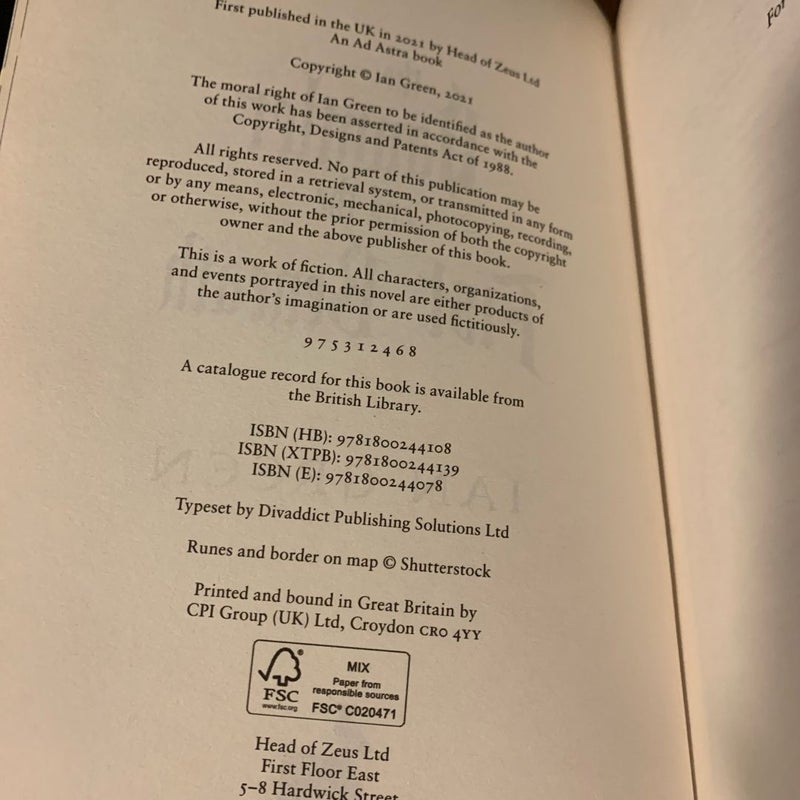 First published in the UK in 2021 by Head of Zeus Ltd
An Ad Astra book
Copyright © Ian Green, 2021
The moral right of Ian Green to be identified as the author
of this work has been asserted in accordance with the
Copyright, Designs and Patents Act of 1988.
All rights reserved. No part of this publication may be
reproduced, stored in a retrieval system, or transmitted in any form
or by any means, electronic, mechanical, photocopying, recording,
or otherwise, without the prior permission of both the copyright
owner and the above publisher of this book.
This is a work of fiction. All characters, organizations,
and events portrayed in this novel are either products of
the author's imagination or are used fictitiously.
9 7 5 3 1 2 4 6 8
A catalogue record for this book is available from
the British Library.
ISBN (HB): 9781800244108
ISBN (XTPB): 9781800244139
ISBN (E): 9781800244078
Typeset by Divaddict Publishing Solutions Ltd
Runes and border on map © Shutterstock
Printed and bound in Great Britain by
CPI Group (UK) Ltd, Croydon CR0 4YY
FSC
www.fsc.org
MIX
Paper from
responsible sources
FSC® C020471
Head of Zeus Ltd
First Floor East
5–8 Hardwick Street
For